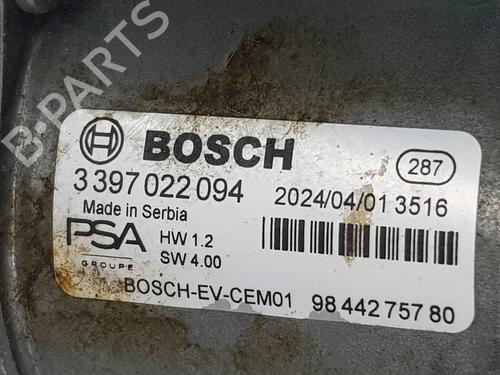 B-PARTS
BOSCH
287
3 397 022 094
2024/04/01 3516
Made in Serbia
PSA
GROUPE
HW 1.2
SW 4.00
BOSCH-EV-CEM01
98 442 757 80